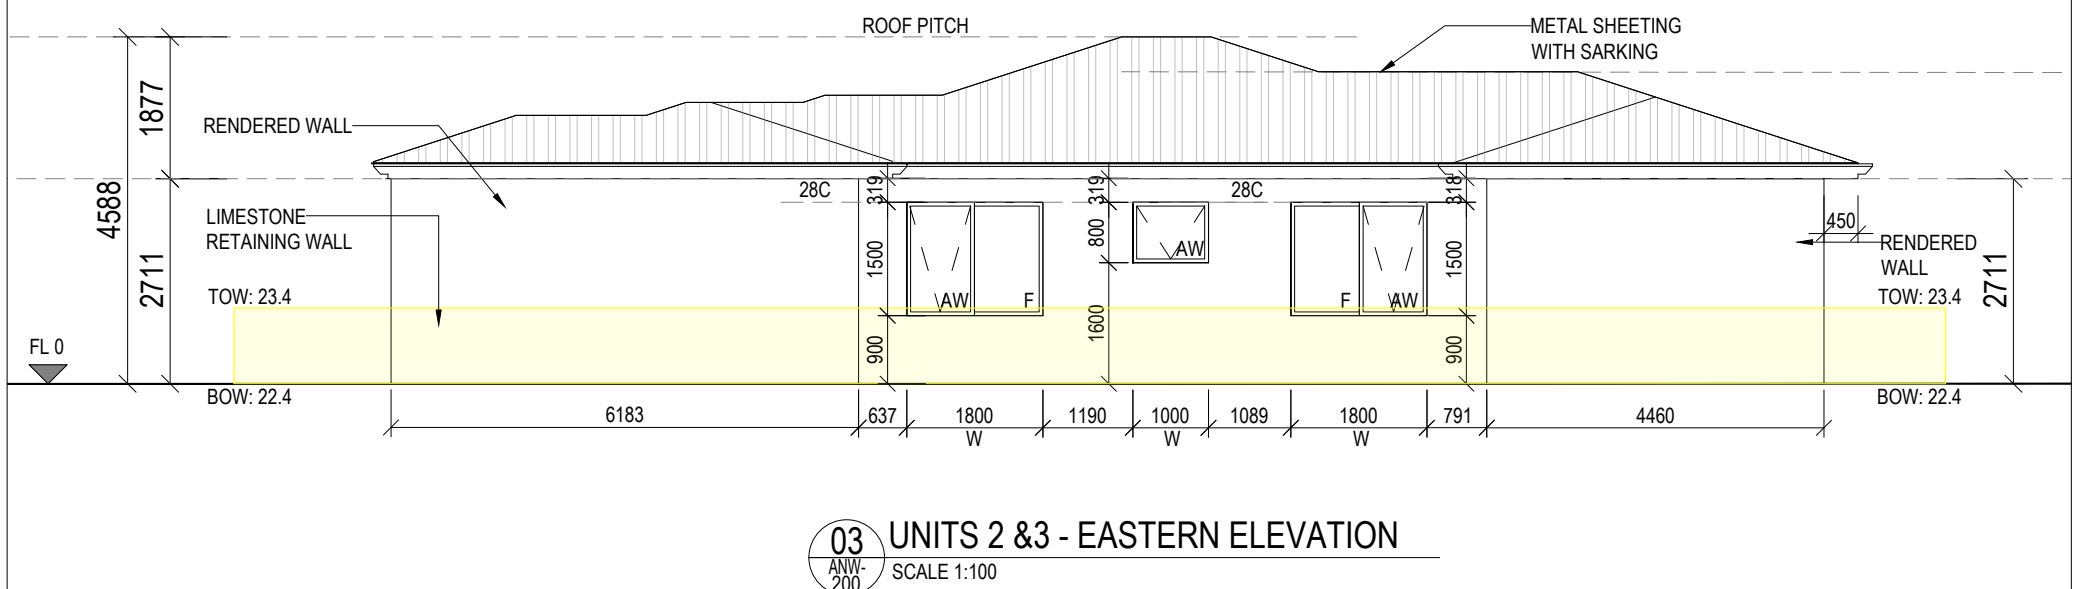 ROOF PITCH
METAL SHEETING
WITH SARKING
1877
4588
2711
RENDERED WALL
LIMESTONE
RETAINING WALL
TOW: 23.4
BOW: 22.4
FL 0
28C
319
1500
900
AW
F
319
800
1600
AW
28C
F
AW
318
1500
900
450
RENDERED
WALL
TOW: 23.4
BOW: 22.4
2711
6183
637
1800
W
1190
1000
W
1089
1800
W
791
4460
03
ANW-
200
UNITS 2 &3 - EASTERN ELEVATION
SCALE 1:100